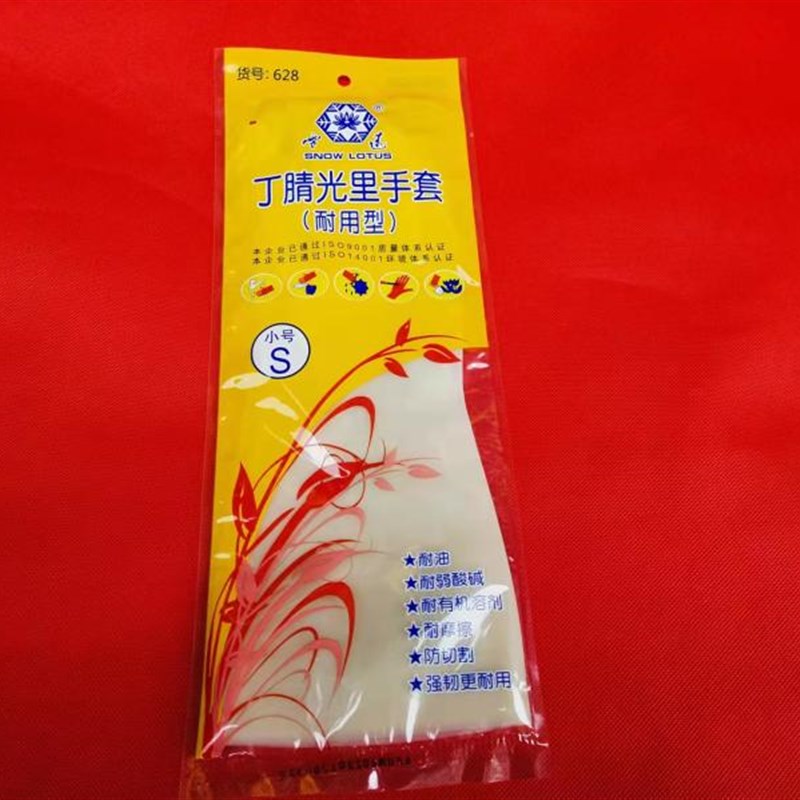 货号: 628
雪莲
SNOW LOTUS
丁腈光里手套
(耐用型)
本企业已通过ISO9001质量体系认证
本企业已通过ISO14001环境体系认证
小号
S
★耐油
★耐弱酸碱
★耐有机溶剂
★耐摩擦
★防切割
★强韧更耐用